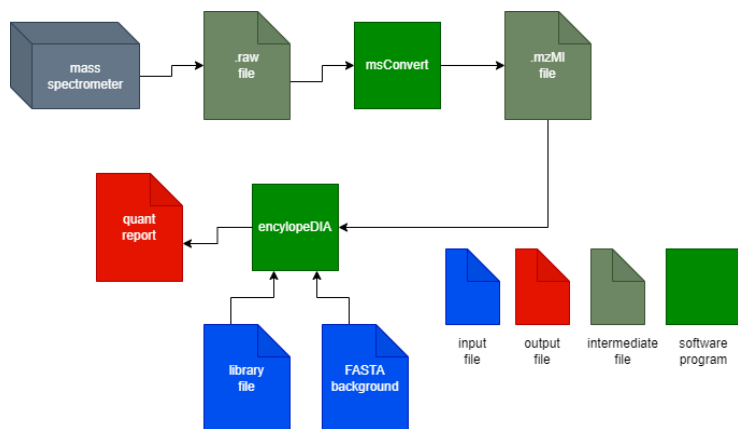 mass
spectrometer
.raw
file
msConvert
.mzMl
file
quant
report
encylopeDIA
library
file
FASTA
background
input
file
output
file
intermediate
file
software
program